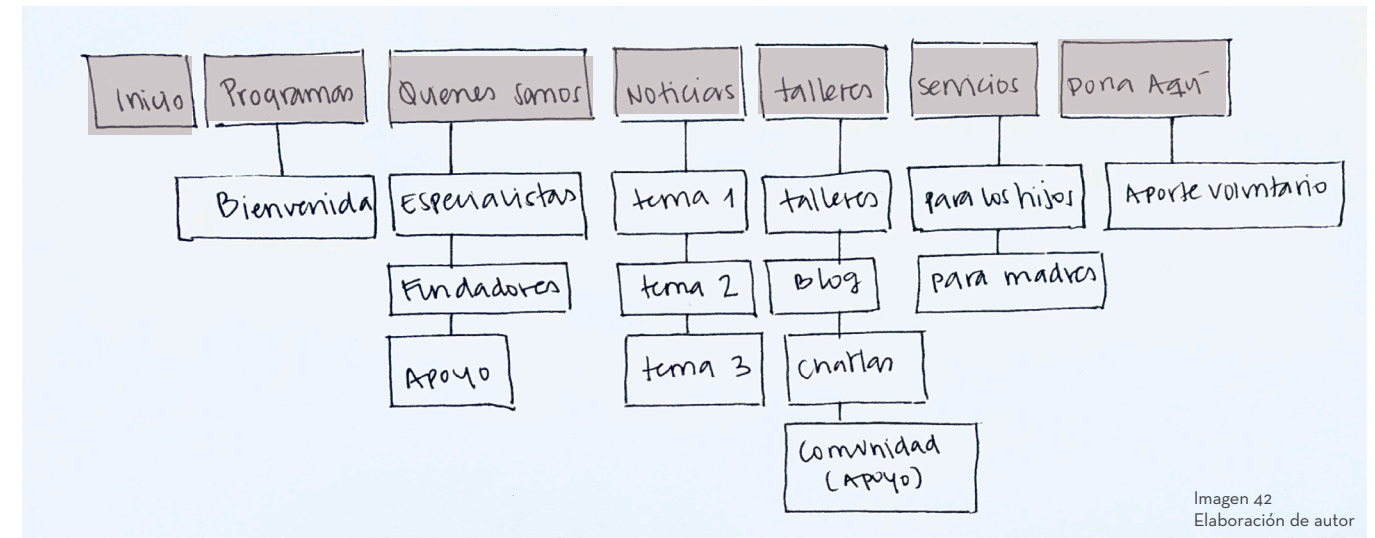 Inicio
Programas
Quenes somos
Noticias
talleres
servicios
Dona Aquí
Bienvenida
Especialistas
tema 1
talleres
para los hijos
Aporte voluntario
Fundadores
tema 2
Blog
para madres
Apoyo
tema 3
charlas
comunidad
(APOYO)
Imagen 42
Elaboración de autor